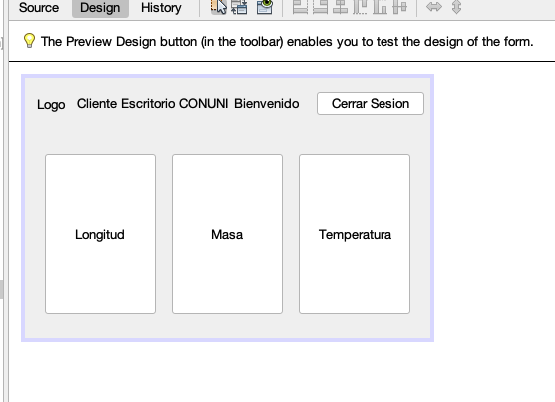 Source Design History
The Preview Design button (in the toolbar) enables you to test the design of the form.
Logo Cliente Escritorio CONUNI Bienvenido Cerrar Sesion
Longitud Masa Temperatura